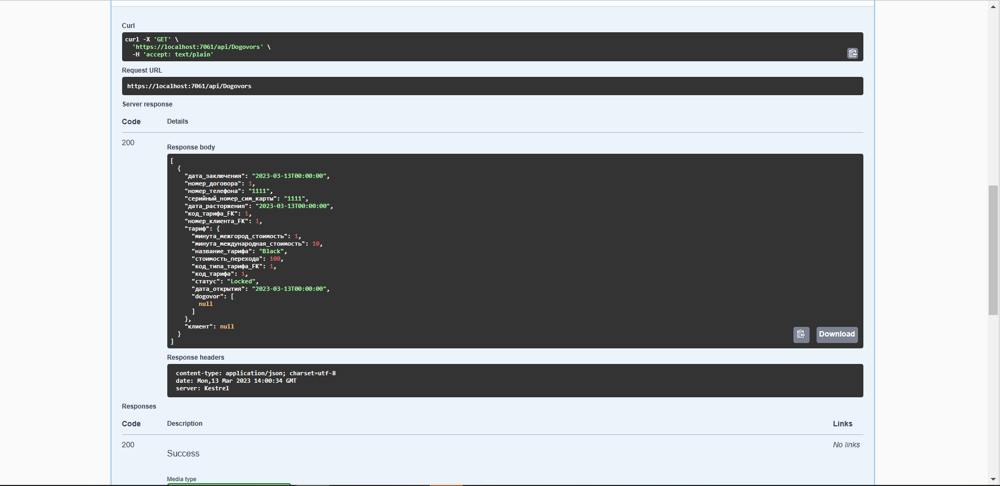 Curl
curl -X 'GET' \
  'https://localhost:7061/api/Dogovors' \
  -H 'accept: text/plain'
Request URL
https://localhost:7061/api/Dogovors
Server response
Code Details
200
Response body
[
  {
    "дата_заключения": "2023-03-13T00:00:00",
    "номер_договора": 1,
    "номер_телефона": "1111",
    "серийный_номер_сим_карты": "1111",
    "дата_расторжения": "2023-03-13T00:00:00",
    "код_тарифа_FK": 1,
    "номер_клиента_FK": 1,
    "тариф": {
      "минута_межгород_стоимость": 1,
      "минута_международная_стоимость": 10,
      "название_тарифа": "Black",
      "стоимость_перехода": 100,
      "код_типа_тарифа_FK": 1,
      "код_тарифа": 1,
      "статус": "Locked",
      "дата_открытия": "2023-03-13T00:00:00",
      "dogovor": [
        null
      ]
    },
    "клиент": null
  }
]
Download
Response headers
content-type: application/json; charset=utf-8
date: Mon,13 Mar 2023 14:00:34 GMT
server: Kestrel
Responses
Code Description Links
200 No links
Success
Media type